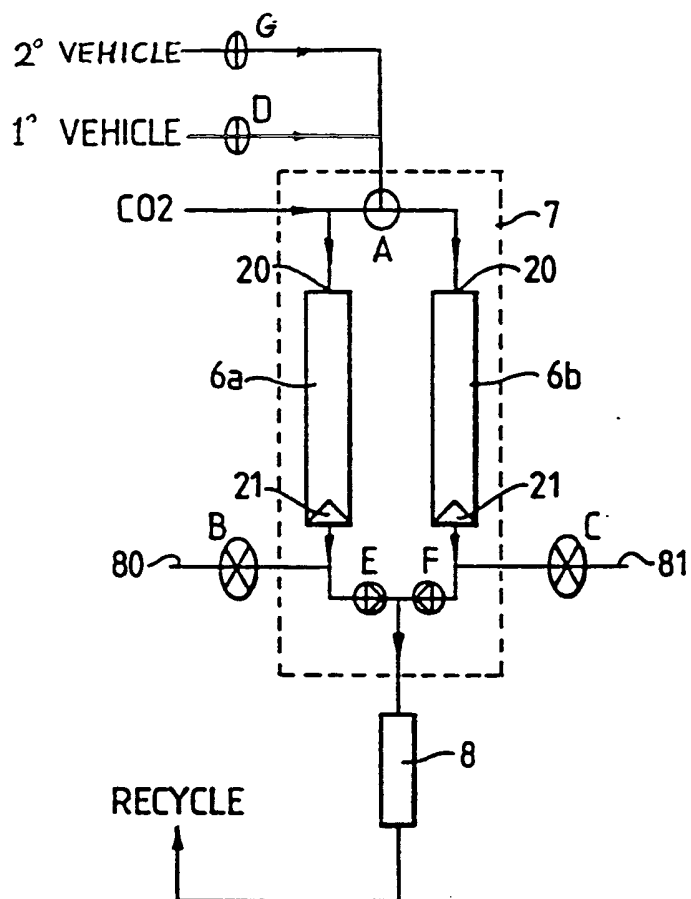 G
2° VEHICLE
D
1° VEHICLE
7
CO2
A
20 20
6a 6b
21 21
B C
80 E F 81
8
RECYCLE